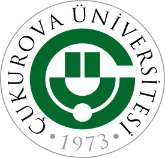 ÇUKUROVA ÜNİVERSİTESİ
• 1973 •